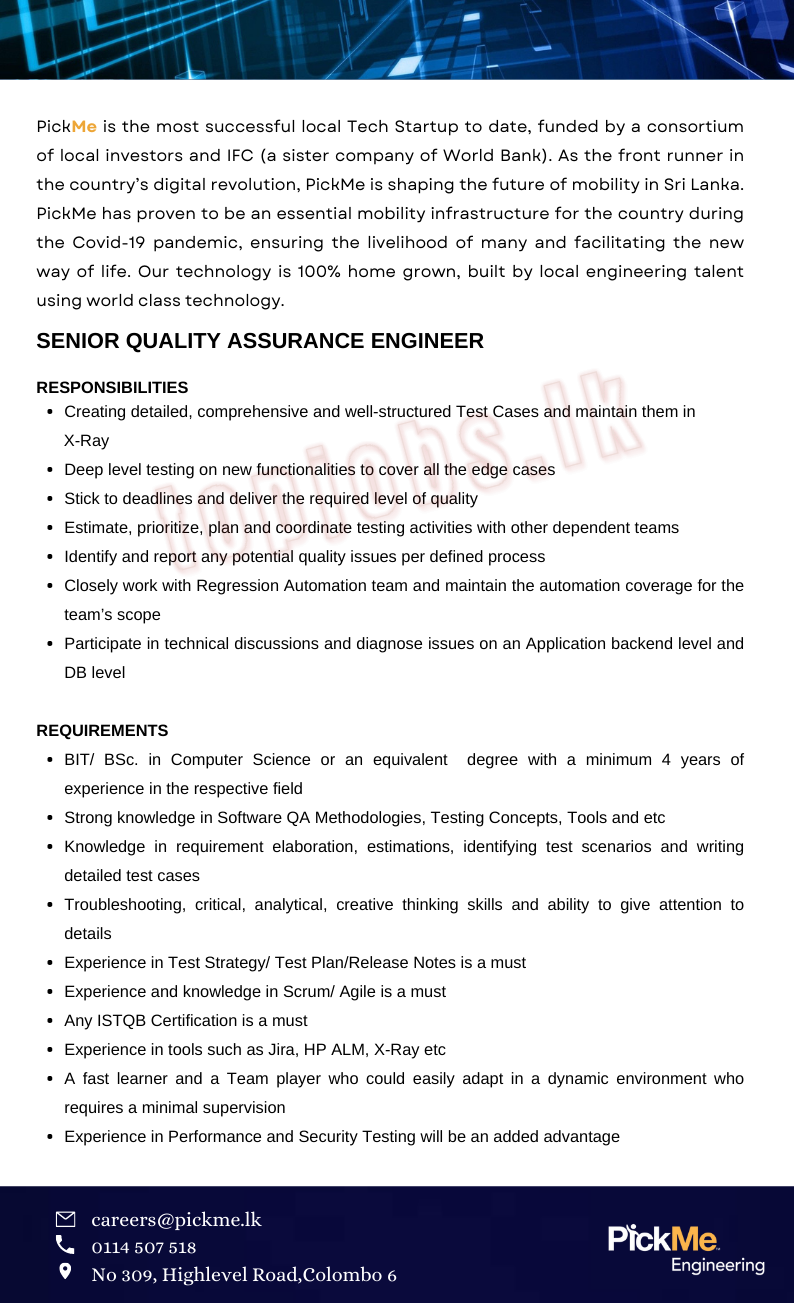 PickMe is the most successful local Tech Startup to date, funded by a consortium
of local investors and IFC (a sister company of World Bank). As the front runner in
the country's digital revolution, PickMe is shaping the future of mobility in Sri Lanka.
PickMe has proven to be an essential mobility infrastructure for the country during
the Covid-19 pandemic, ensuring the livelihood of many and facilitating the new
way of life. Our technology is 100% home grown, built by local engineering talent
using world class technology.
SENIOR QUALITY ASSURANCE ENGINEER
RESPONSIBILITIES
• Creating detailed, comprehensive and well-structured Test Cases and maintain them in
X-Ray
• Deep level testing on new functionalities to cover all the edge cases
• Stick to deadlines and deliver the required level of quality
• Estimate, prioritize, plan and coordinate testing activities with other dependent teams
• Identify and report any potential quality issues per defined process
• Closely work with Regression Automation team and maintain the automation coverage for the
team's scope
• Participate in technical discussions and diagnose issues on an Application backend level and
DB level
topjobs.lk
REQUIREMENTS
• BIT/ BSc. in Computer Science or an equivalent degree with a minimum 4 years of
experience in the respective field
• Strong knowledge in Software QA Methodologies, Testing Concepts, Tools and etc
• Knowledge in requirement elaboration, estimations, identifying test scenarios and writing
detailed test cases
• Troubleshooting, critical, analytical, creative thinking skills and ability to give attention to
details
• Experience in Test Strategy/ Test Plan/Release Notes is a must
• Experience and knowledge in Scrum/ Agile is a must
• Any ISTQB Certification is a must
• Experience in tools such as Jira, HP ALM, X-Ray etc
• A fast learner and a Team player who could easily adapt in a dynamic environment who
requires a minimal supervision
• Experience in Performance and Security Testing will be an added advantage
careers@pickme.lk
0114 507 518
No 309, Highlevel Road,Colombo 6
PickMe
Engineering